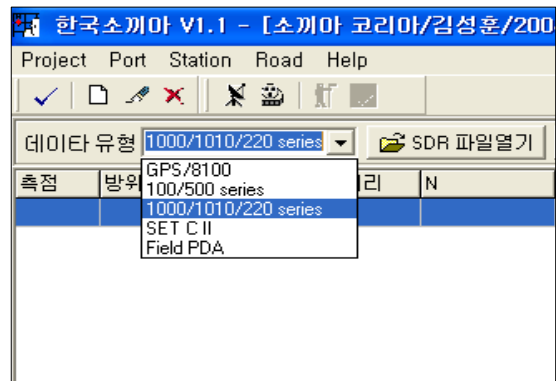 한국소끼아 V1.1 - [소끼아 코리아/김성훈/200
Project Port Station Road Help
데이타 유형 1000/1010/220 series SDR 파일열기
측점 방위 리 N
GPS/8100
100/500 series
1000/1010/220 series
SET C II
Field PDA